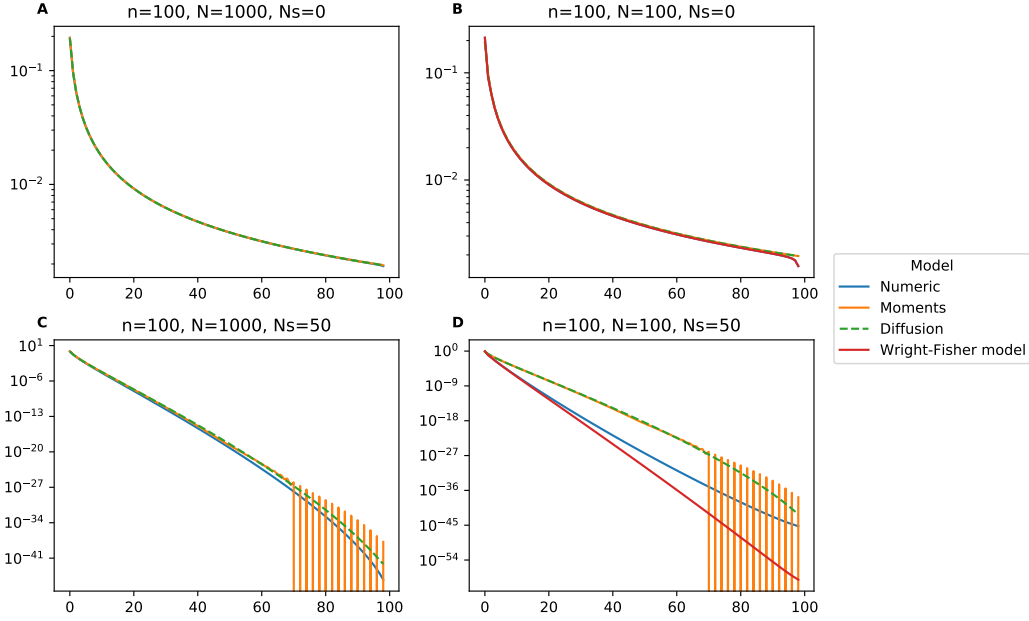 A
n=100, N=1000, Ns=0
10⁻¹
10⁻²
0 20 40 60 80 100
B
n=100, N=100, Ns=0
10⁻¹
10⁻²
0 20 40 60 80 100
C
n=100, N=1000, Ns=50
10¹
10⁻⁶
10⁻¹³
10⁻²⁰
10⁻²⁷
10⁻³⁴
10⁻⁴¹
0 20 40 60 80 100
D
n=100, N=100, Ns=50
10⁰
10⁻⁹
10⁻¹⁸
10⁻²⁷
10⁻³⁶
10⁻⁴⁵
10⁻⁵⁴
0 20 40 60 80 100
Model
Numeric
Moments
Diffusion
Wright-Fisher model